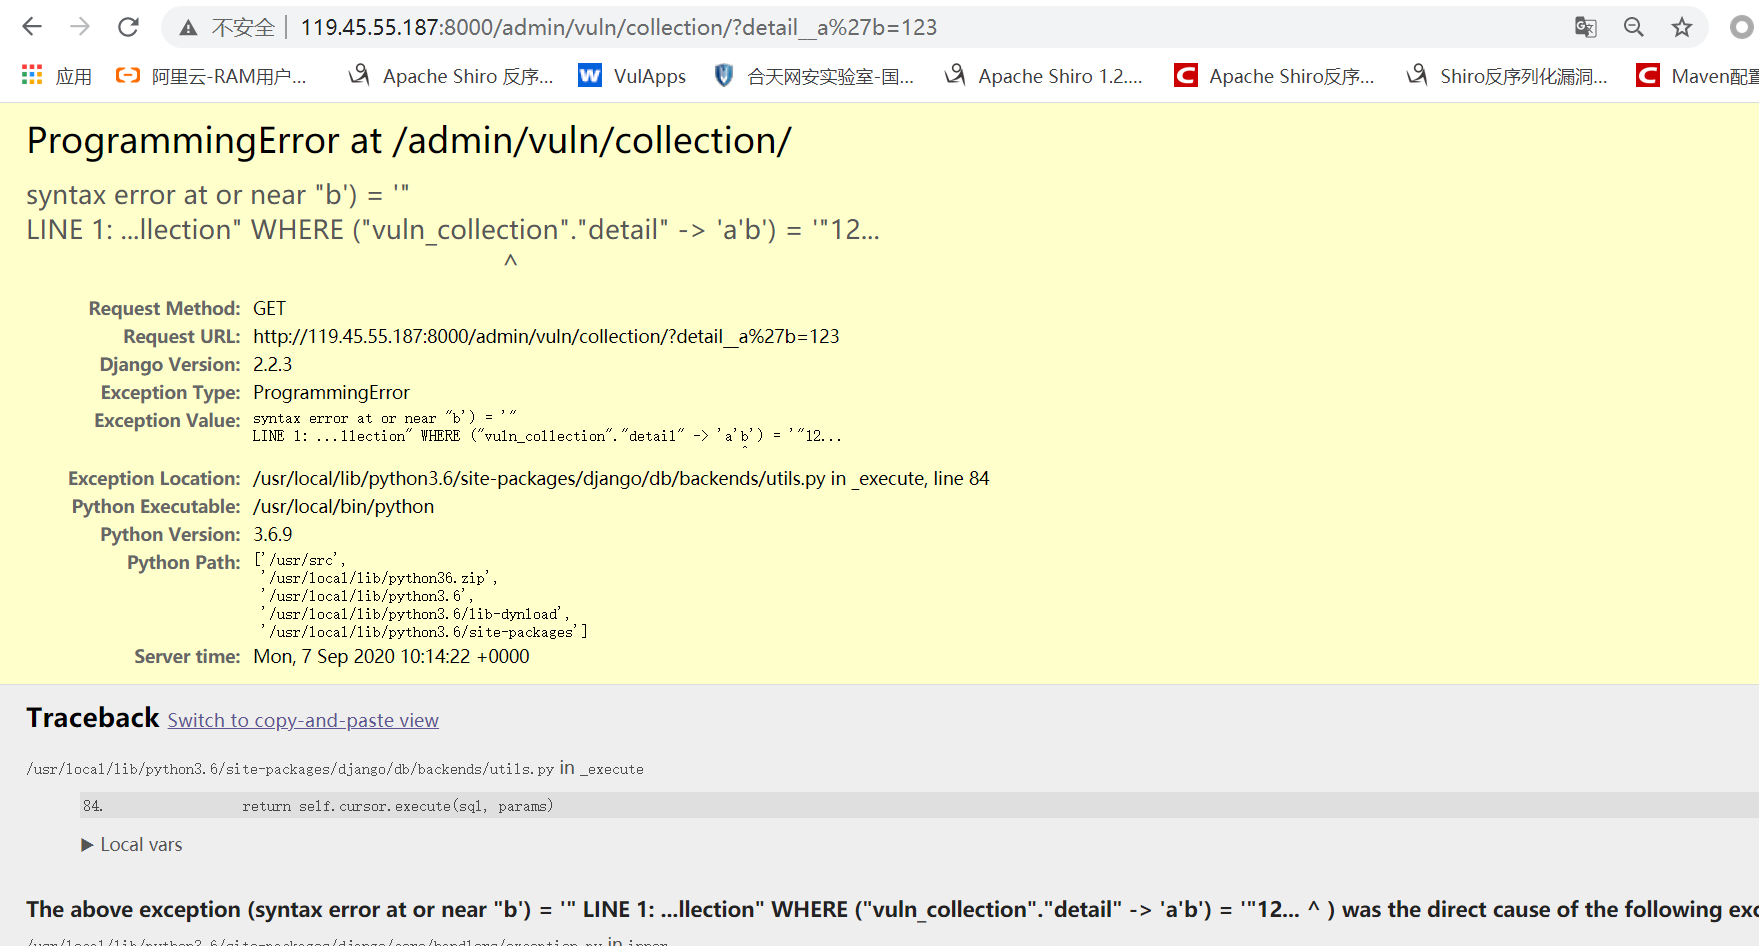 不安全 119.45.55.187:8000/admin/vuln/collection/?detail__a%27b=123
应用 阿里云-RAM用户... Apache Shiro 反序... VulApps 合天网安实验室-国... Apache Shiro 1.2.... Apache Shiro反序... Shiro反序列化漏洞... Maven配置
ProgrammingError at /admin/vuln/collection/
syntax error at or near "b') = '"
LINE 1: ...llection" WHERE ("vuln_collection"."detail" -> 'a'b') = '"12...
^
Request Method: GET
Request URL: http://119.45.55.187:8000/admin/vuln/collection/?detail__a%27b=123
Django Version: 2.2.3
Exception Type: ProgrammingError
Exception Value: syntax error at or near "b') = '"
LINE 1: ...llection" WHERE ("vuln_collection"."detail" -> 'a'b') = '"12...
^
Exception Location: /usr/local/lib/python3.6/site-packages/django/db/backends/utils.py in _execute, line 84
Python Executable: /usr/local/bin/python
Python Version: 3.6.9
Python Path: ['/usr/src',
'/usr/local/lib/python36.zip',
'/usr/local/lib/python3.6',
'/usr/local/lib/python3.6/lib-dynload',
'/usr/local/lib/python3.6/site-packages']
Server time: Mon, 7 Sep 2020 10:14:22 +0000
Traceback Switch to copy-and-paste view
/usr/local/lib/python3.6/site-packages/django/db/backends/utils.py in _execute
84. return self.cursor.execute(sql, params)
▶ Local vars
The above exception (syntax error at or near "b') = '" LINE 1: ...llection" WHERE ("vuln_collection"."detail" -> 'a'b') = '"12... ^ ) was the direct cause of the following exc
/usr/local/lib/python3.6/site-packages/django/core/handlers/exception.py in inner